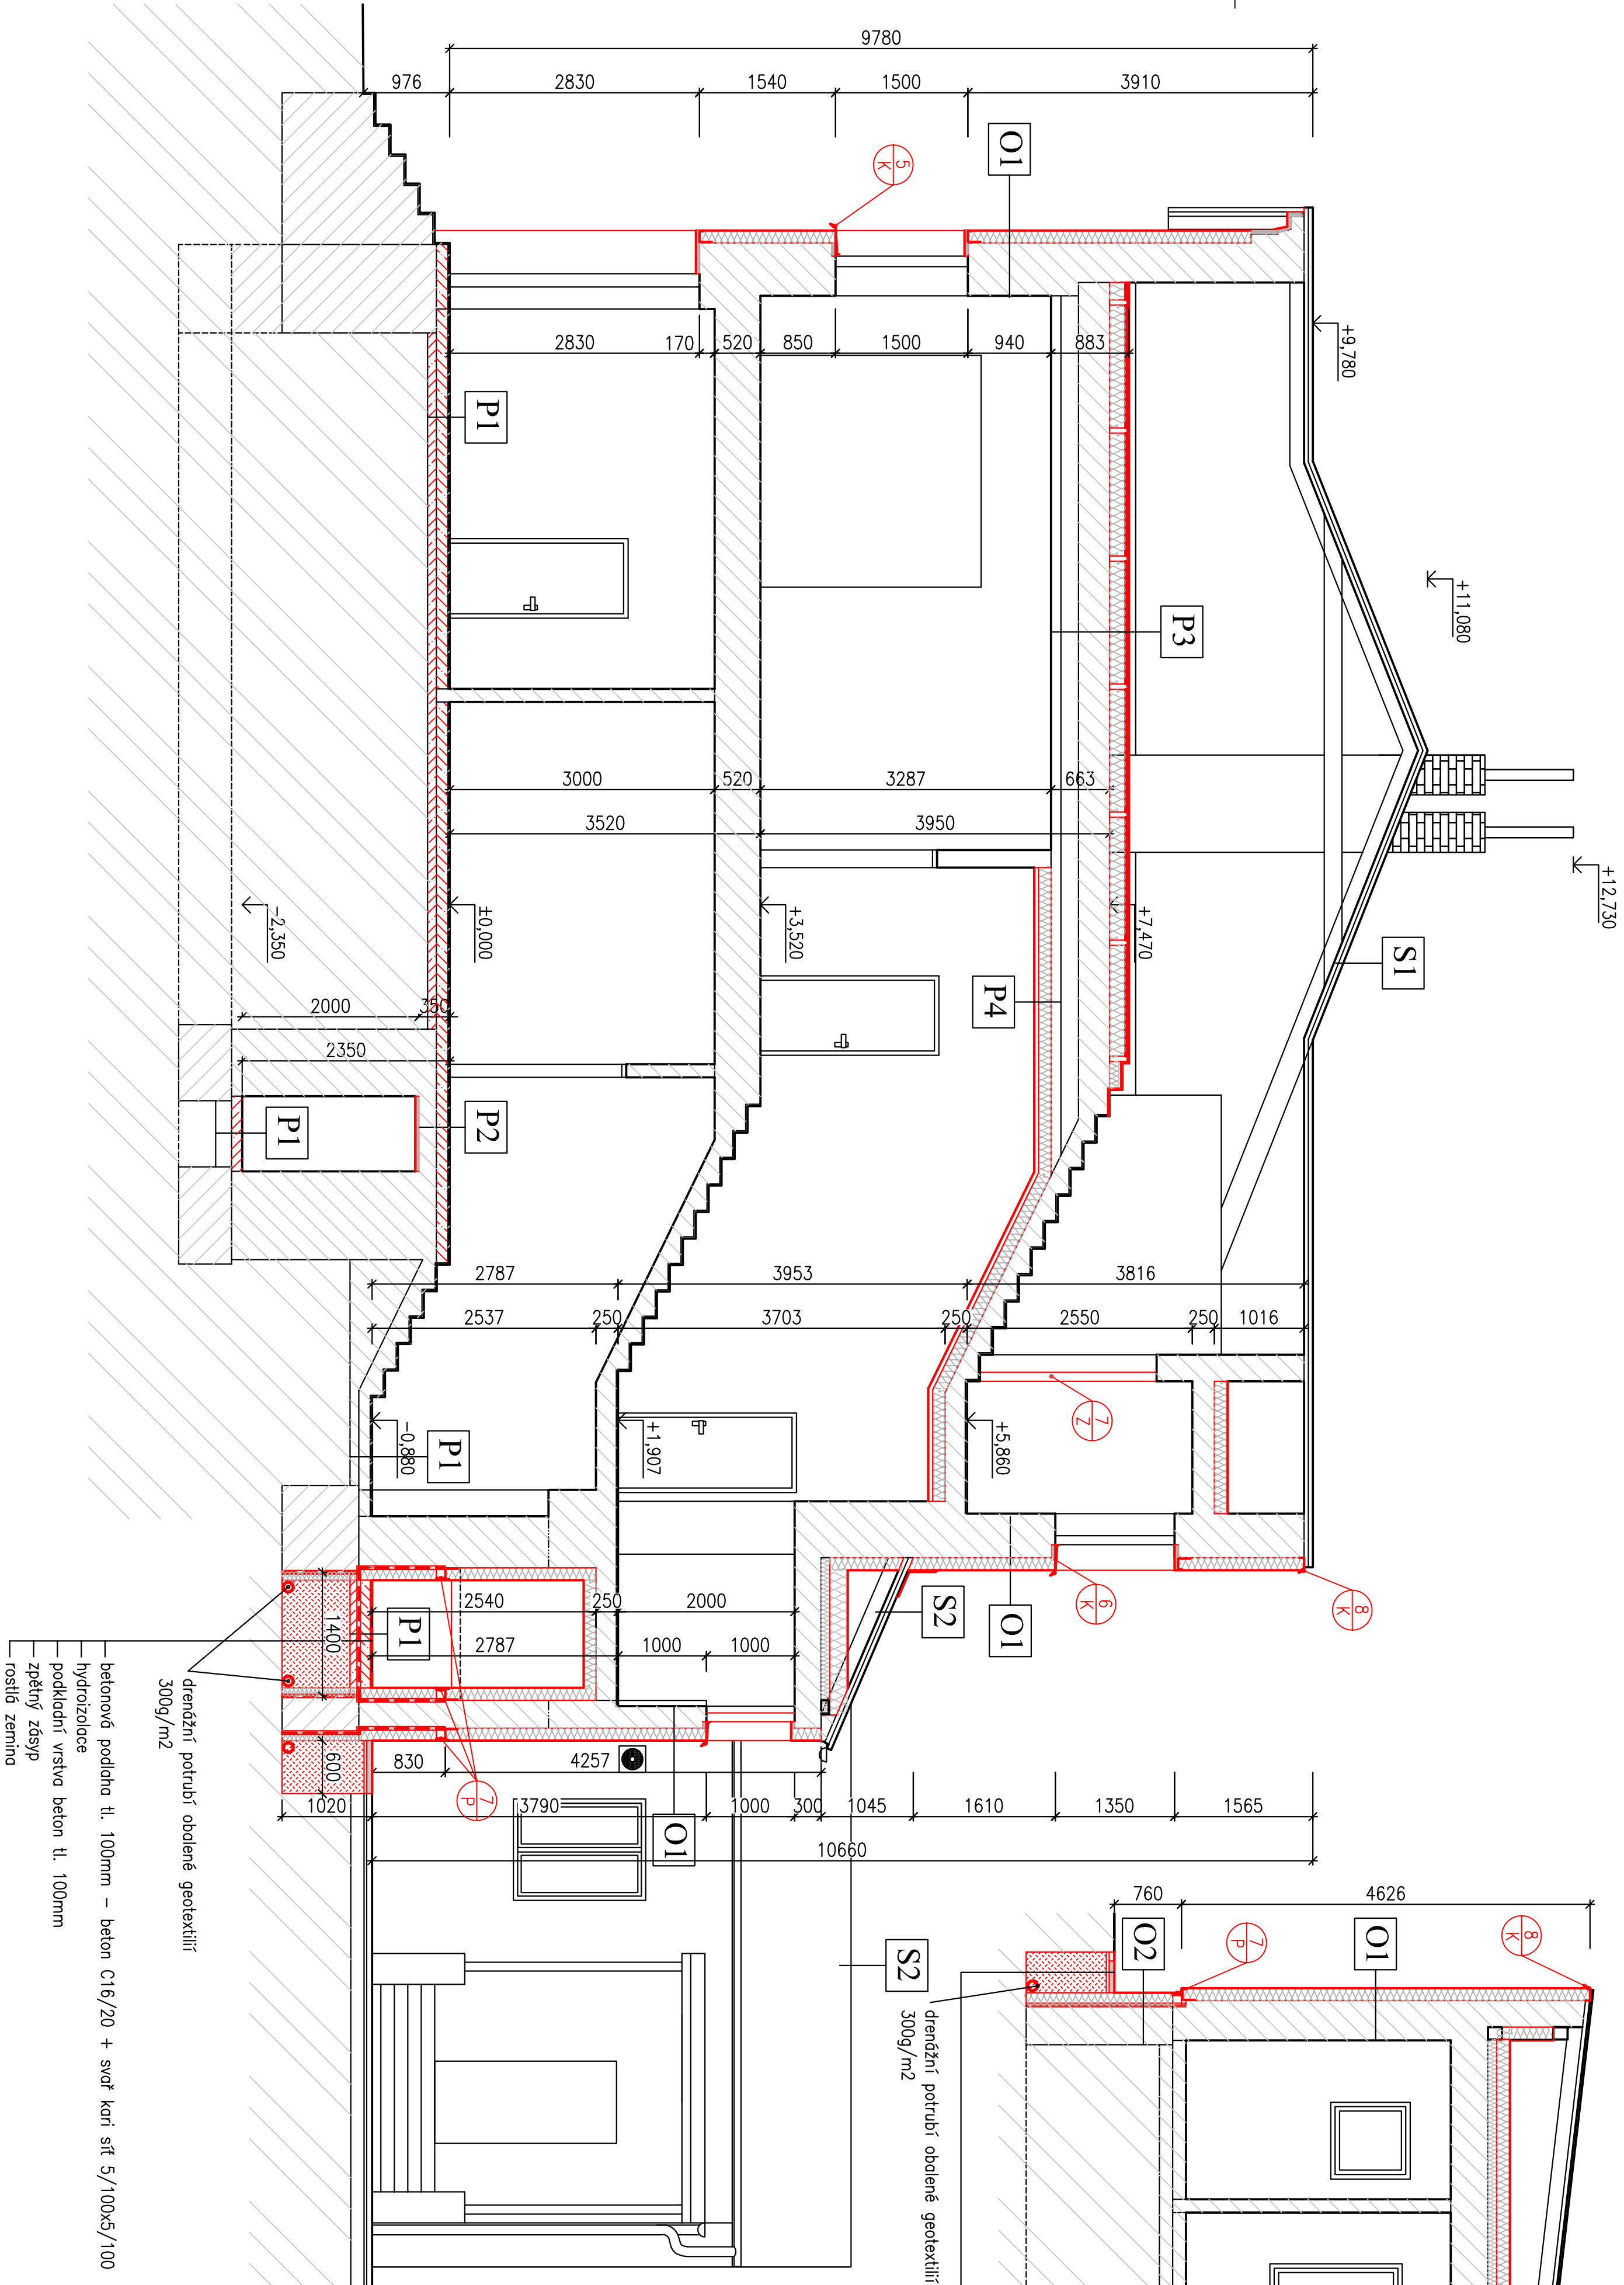 9780
976
2830
1540
1500
3910
O1
5
K
+9,780
+11,080
+12,730
2830
170
520
850
1500
940
883
P1
P3
3000
520
3287
663
3520
3950
-2,350
±0,000
+3,520
+7,470
S1
P4
2000
350
2350
P1
P2
2787
3953
3816
2537
250
3703
250
2550
250
1016
-0,880
+1,907
+5,860
7
Z
P1
O1
S2
6
K
8
K
1400
P1
2540
250
2000
2787
1000
1000
600
830
4257
7
P
1020
3790
1000
300
1045
1610
1350
1565
O1
10660
S2
drenážní potrubí obalené geotextilií
300g/m2
betonová podlaha tl. 100mm - beton C16/20 + svař kari síť 5/100x5/100
hydroizolace
podkladní vrstva beton tl. 100mm
zpětný zásyp
rostlá zemina
760
4626
O2
7
P
O1
8
K
drenážní potrubí obalené geotextilií
300g/m2